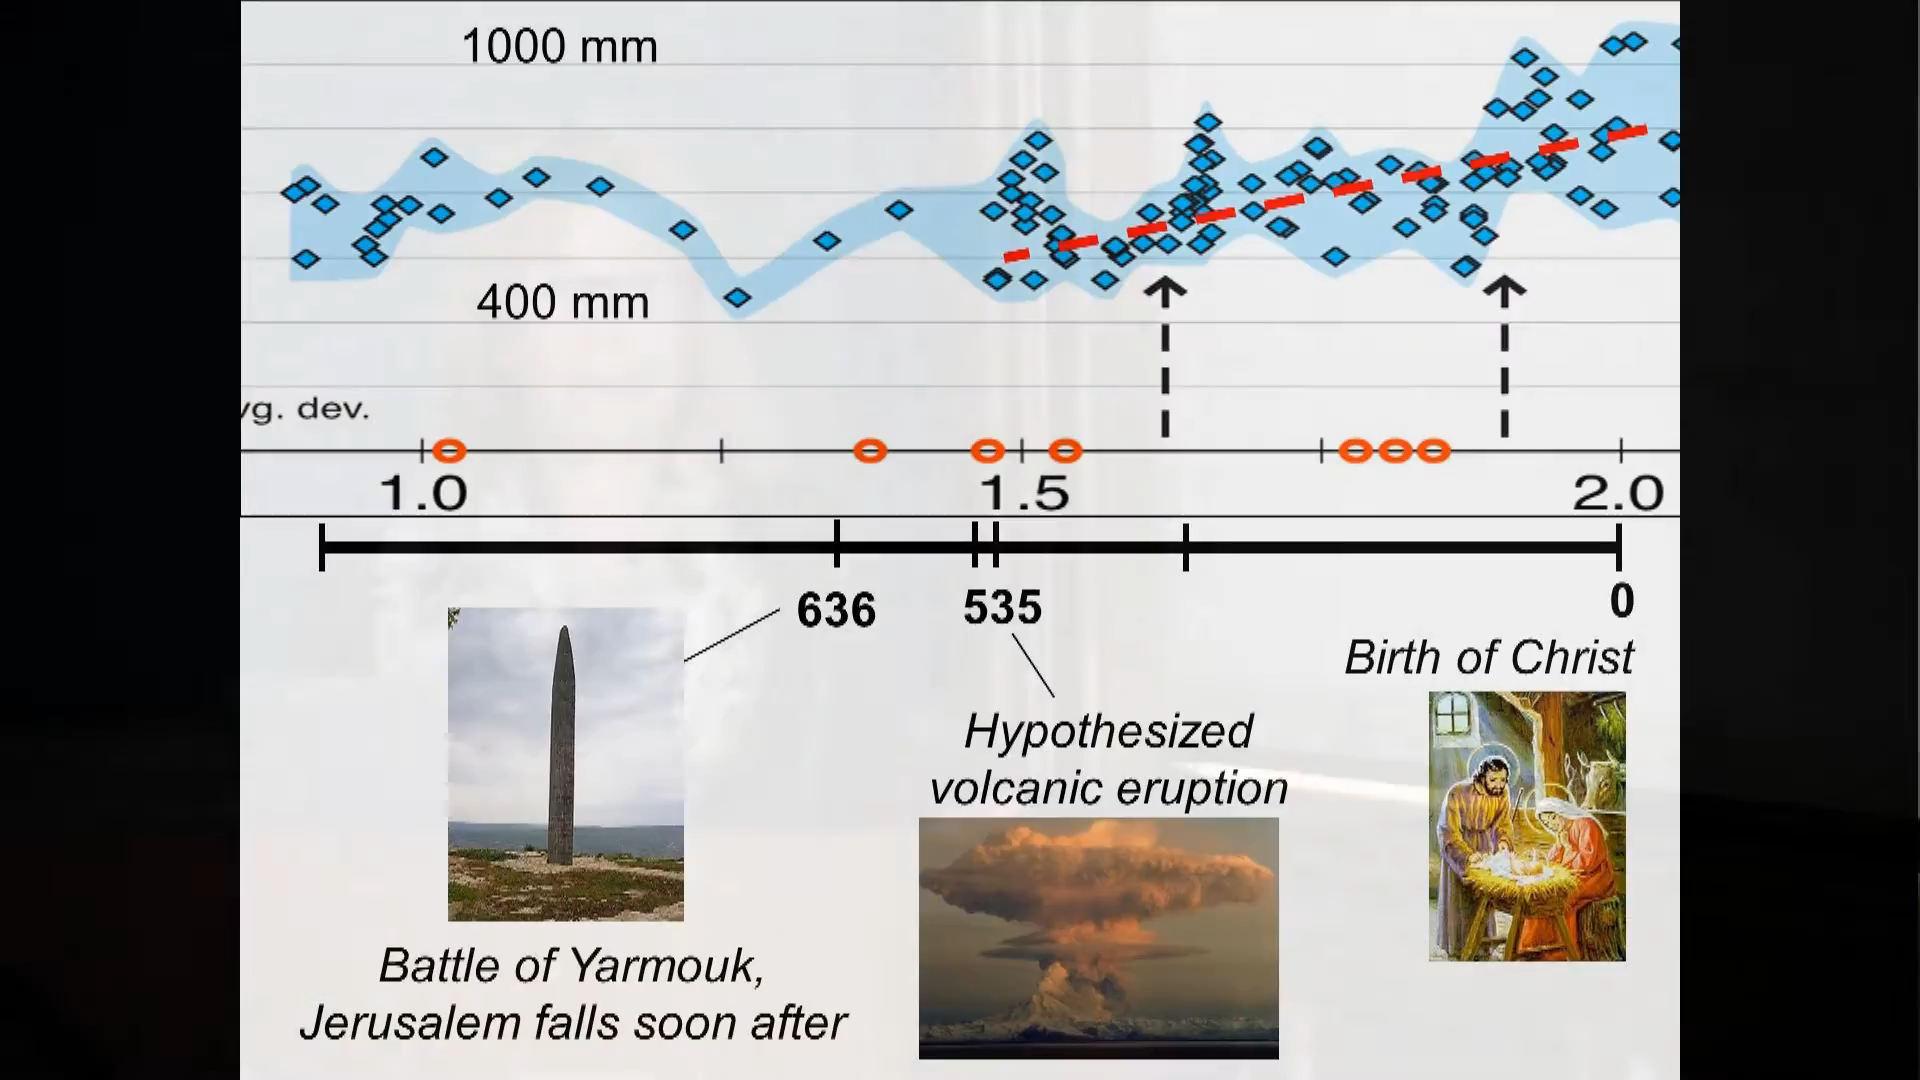 1000 mm
400 mm
vg. dev.
1.0 1.5 2.0
636 535 0
Birth of Christ
Hypothesized
volcanic eruption
Battle of Yarmouk,
Jerusalem falls soon after